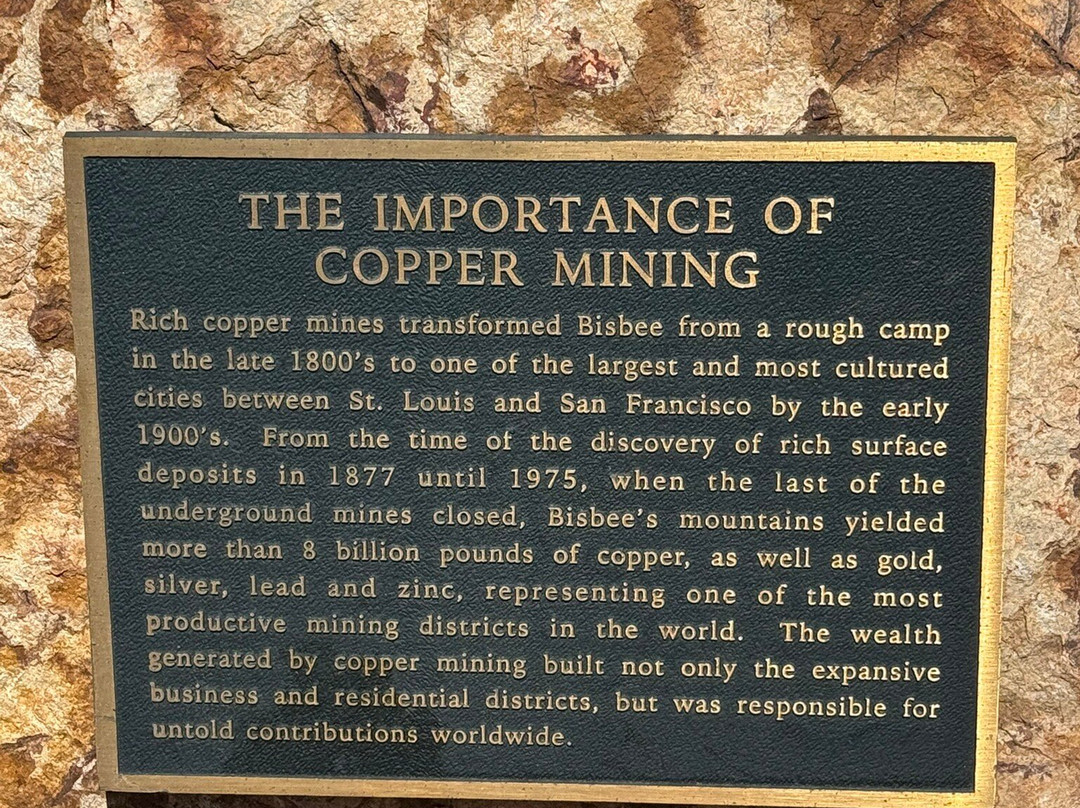 THE IMPORTANCE OF
COPPER MINING
Rich copper mines transformed Bisbee from a rough camp
in the late 1800's to one of the largest and most cultured
cities between St. Louis and San Francisco by the early
1900's. From the time of the discovery of rich surface
deposits in 1877 until 1975, when the last of the
underground mines closed, Bisbee's mountains yielded
more than 8 billion pounds of copper, as well as gold,
silver, lead and zinc, representing one of the most
productive mining districts in the world. The wealth
generated by copper mining built not only the expansive
business and residential districts, but was responsible for
untold contributions worldwide.